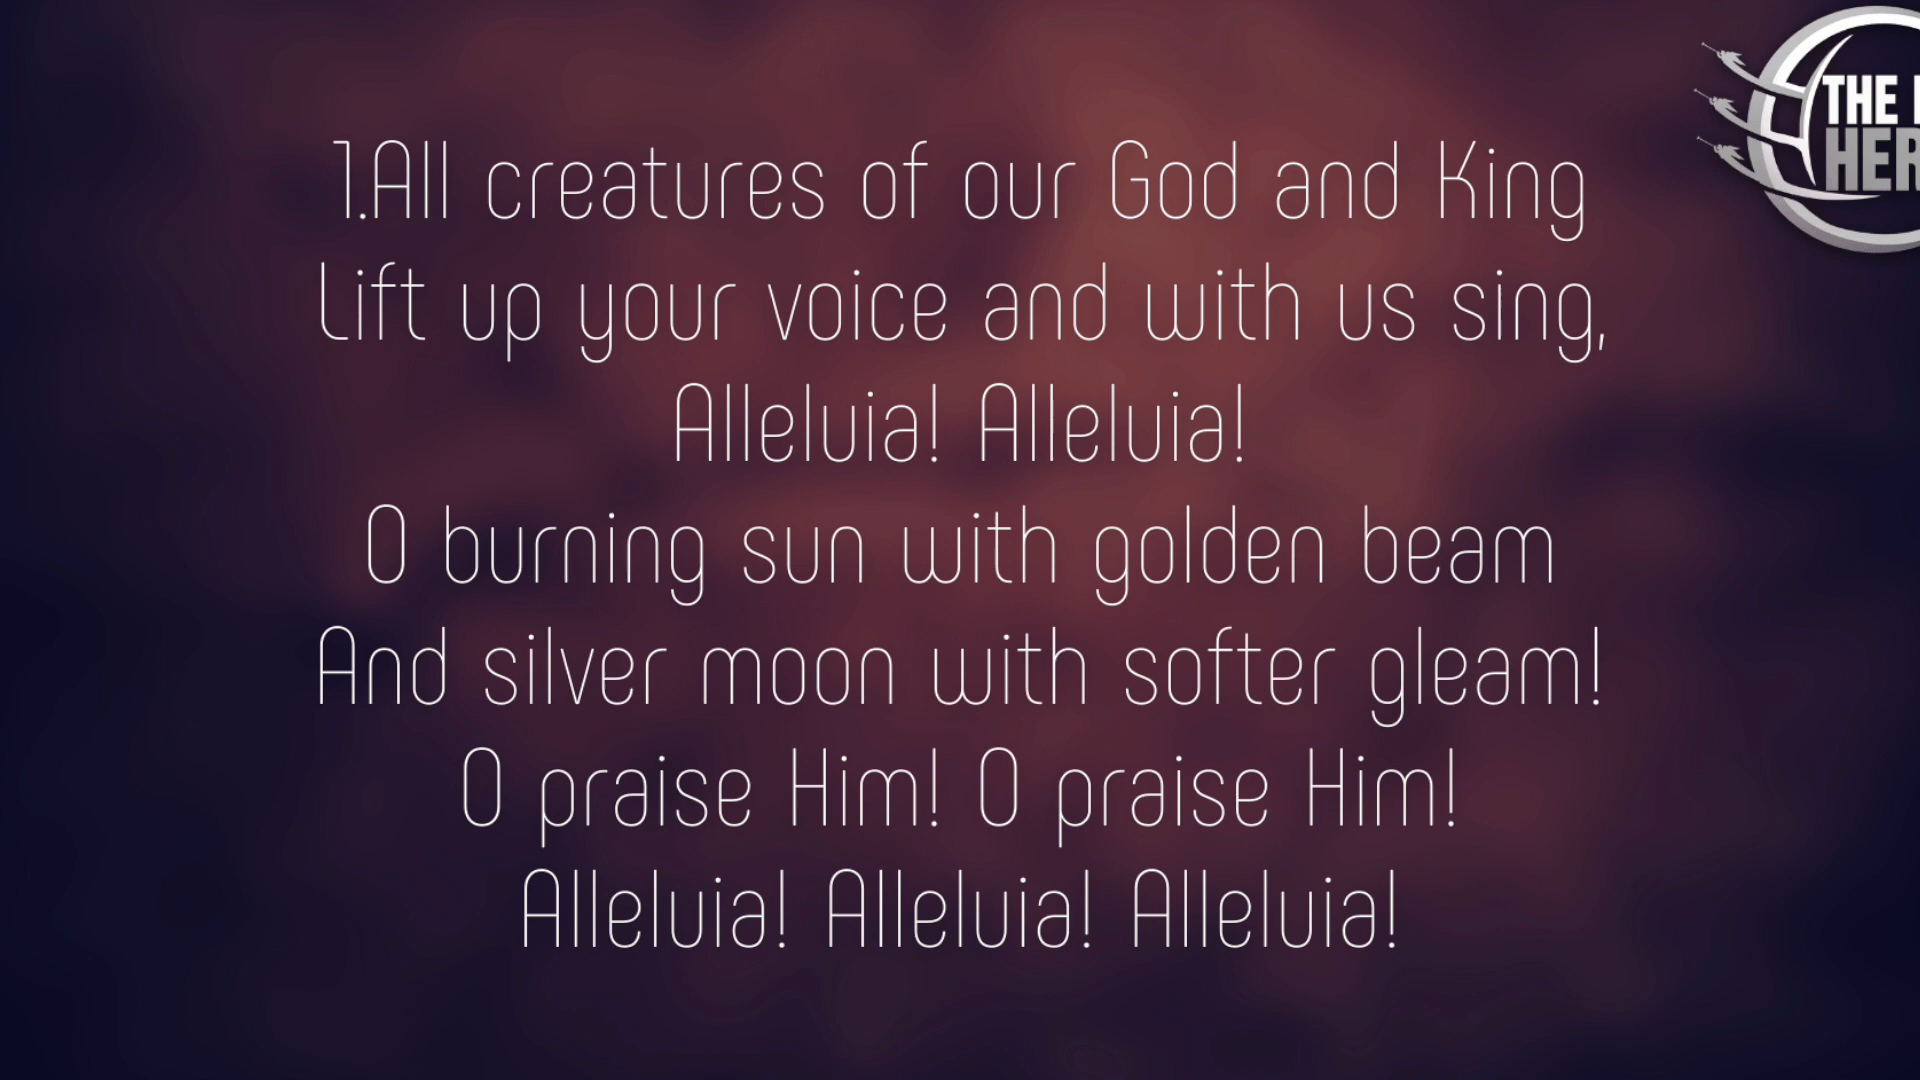 1.All creatures of our God and King
Lift up your voice and with us sing,
Alleluia! Alleluia!
O burning sun with golden beam
And silver moon with softer gleam!
O praise Him! O praise Him!
Alleluia! Alleluia! Alleluia!
THE